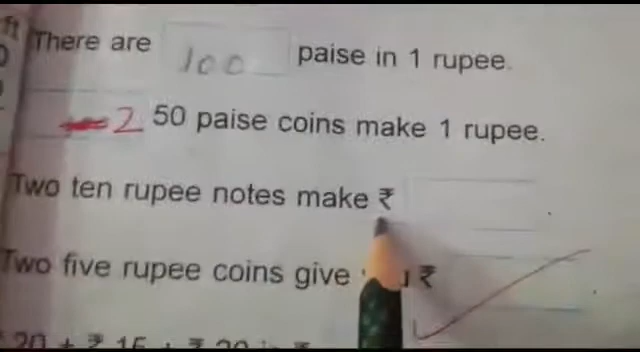 There are 100 paise in 1 rupee.
2 50 paise coins make 1 rupee.
Two ten rupee notes make ₹
Two five rupee coins give ₹